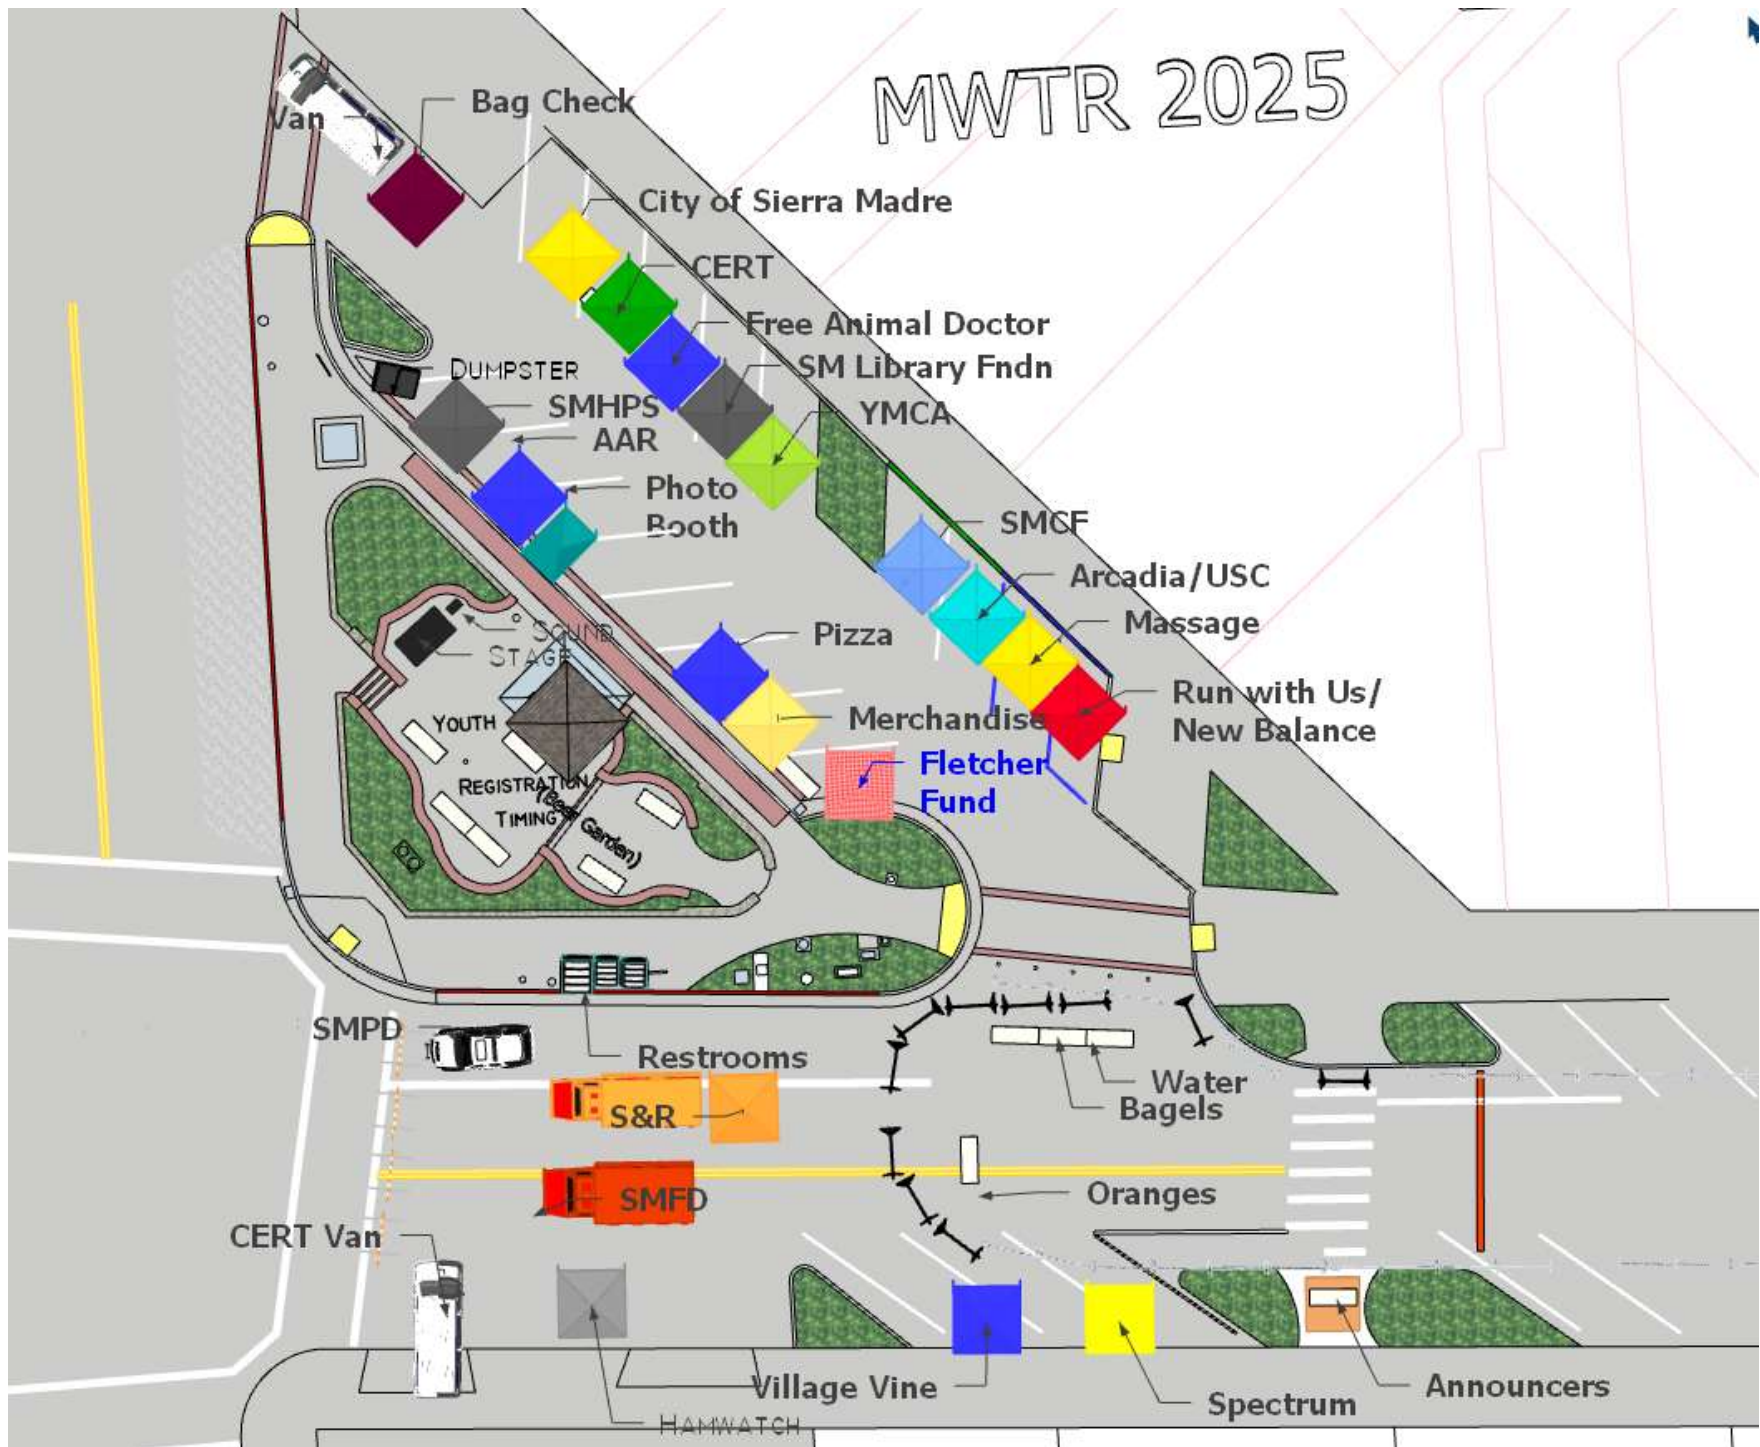 MWTR 2025
Bag Check
Van
City of Sierra Madre
CERT
Free Animal Doctor
SM Library Fndn
DUMPSTER
SMHPS
YMCA
AAR
Photo
Booth
SMCF
Arcadia/USC
Massage
SOUND
STAGE
Pizza
Run with Us/
New Balance
YOUTH
Merchandise
Fletcher
Fund
REGISTRATION
TIMING
(Beer Garden)
SMPD
Restrooms
Water
Bagels
S&R
Oranges
SMFD
CERT Van
Village Vine
Announcers
Spectrum
HAMWATCH